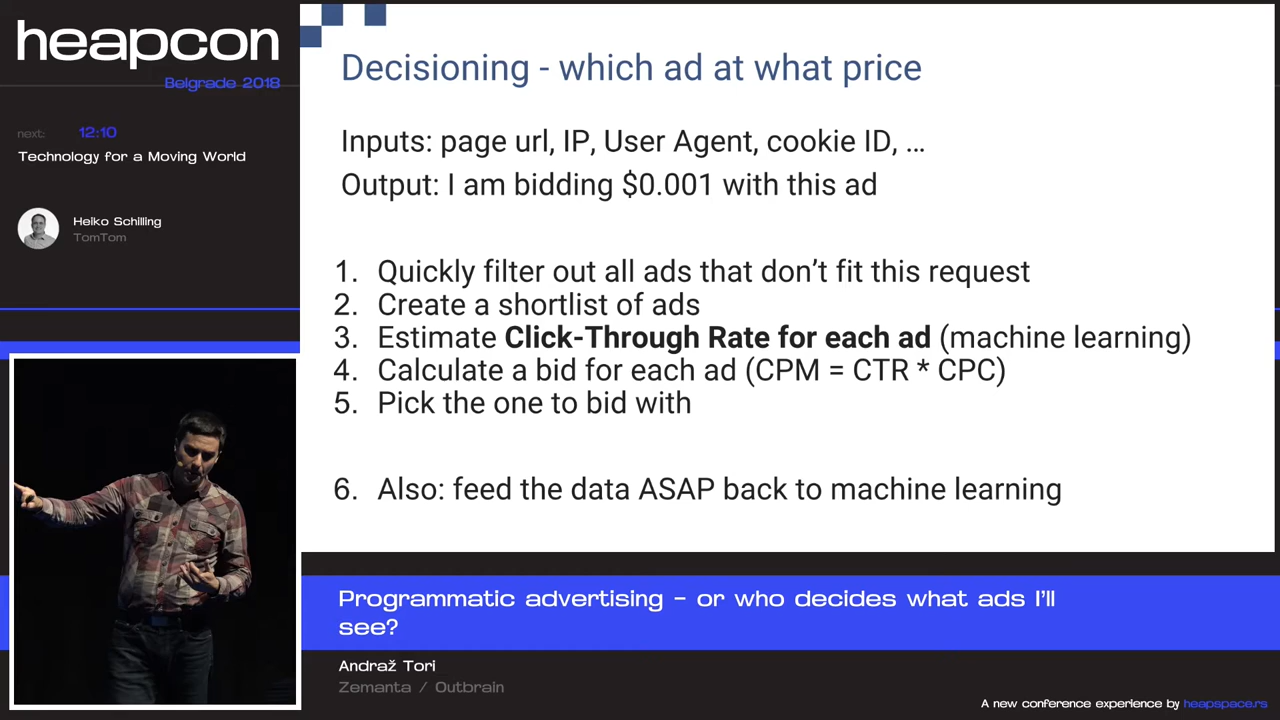 heapcon
Belgrade 2018
next: 12:10
Technology for a Moving World
Heiko Schilling
TomTom
Decisioning - which ad at what price
Inputs: page url, IP, User Agent, cookie ID, ...
Output: I am bidding $0.001 with this ad
1. Quickly filter out all ads that don’t fit this request
2. Create a shortlist of ads
3. Estimate Click-Through Rate for each ad (machine learning)
4. Calculate a bid for each ad (CPM = CTR * CPC)
5. Pick the one to bid with
6. Also: feed the data ASAP back to machine learning
Programmatic advertising – or who decides what ads I’ll
see?
Andraž Tori
Zemanta / Outbrain
A new conference experience by heapspace.rs